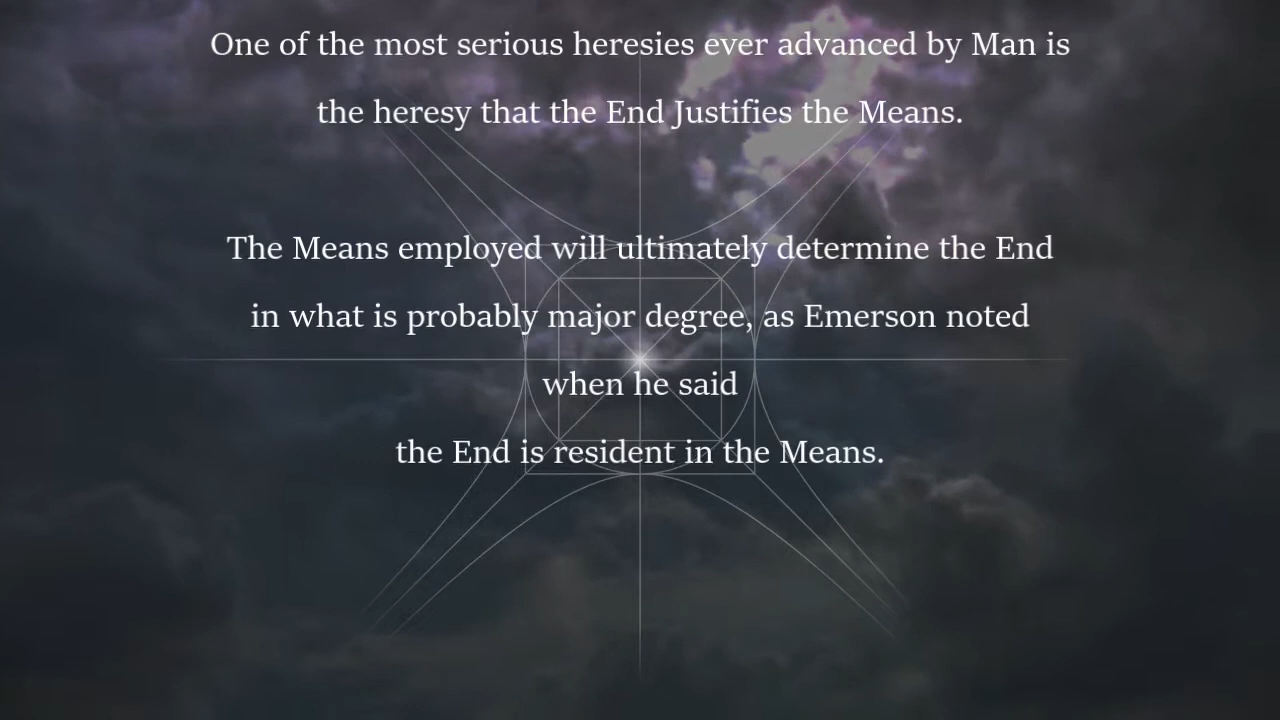 One of the most serious heresies ever advanced by Man is
the heresy that the End Justifies the Means.
The Means employed will ultimately determine the End
in what is probably major degree, as Emerson noted
when he said
the End is resident in the Means.